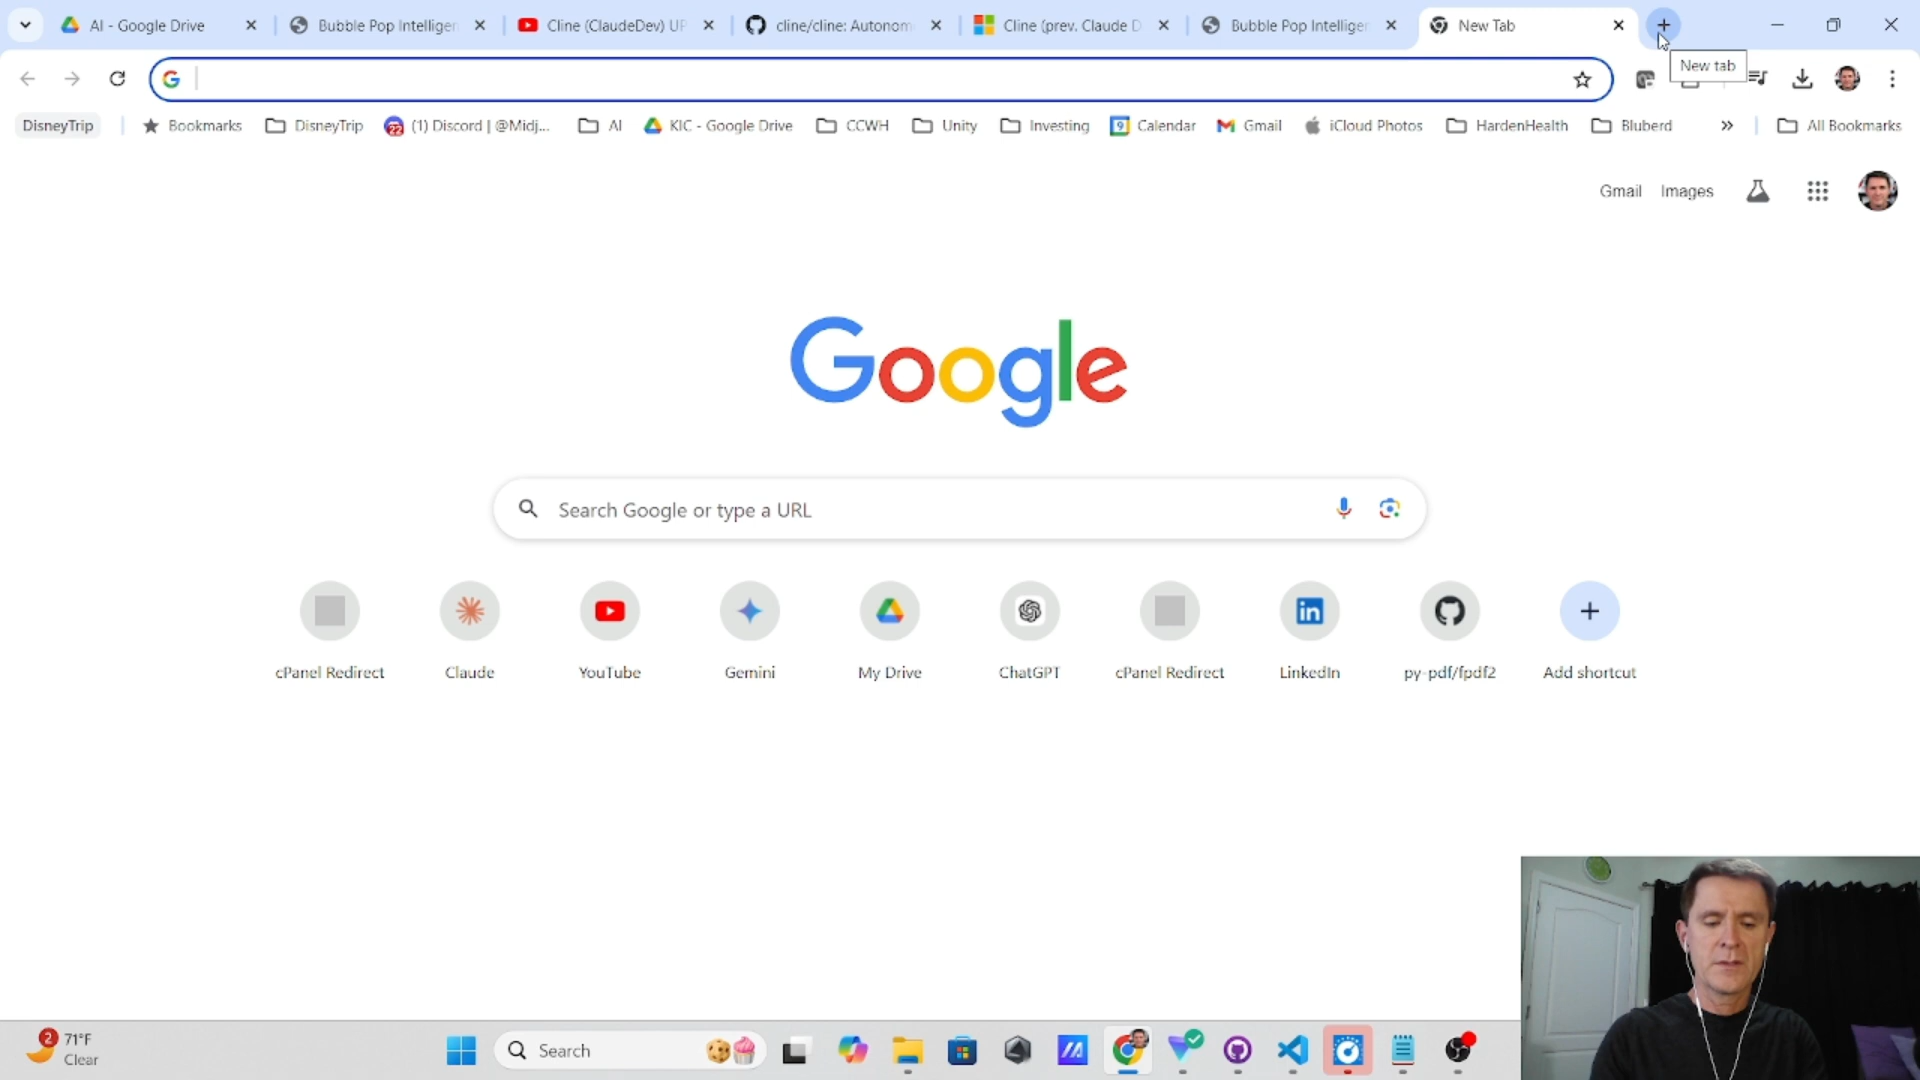 AI - Google Drive
Bubble Pop Intelligen
Cline (ClaudeDev) UP
cline/cline: Autonom
Cline (prev. Claude D
Bubble Pop Intelliger
New Tab
New tab
DisneyTrip
Bookmarks
DisneyTrip
(1) Discord | @Midj...
AI
KIC - Google Drive
CCWH
Unity
Investing
9
Calendar
Gmail
iCloud Photos
HardenHealth
Bluberd
All Bookmarks
Gmail
Images
Google
Search Google or type a URL
cPanel Redirect
Claude
YouTube
Gemini
My Drive
ChatGPT
cPanel Redirect
LinkedIn
py-pdf/fpdf2
Add shortcut
2
71°F
Clear
Search